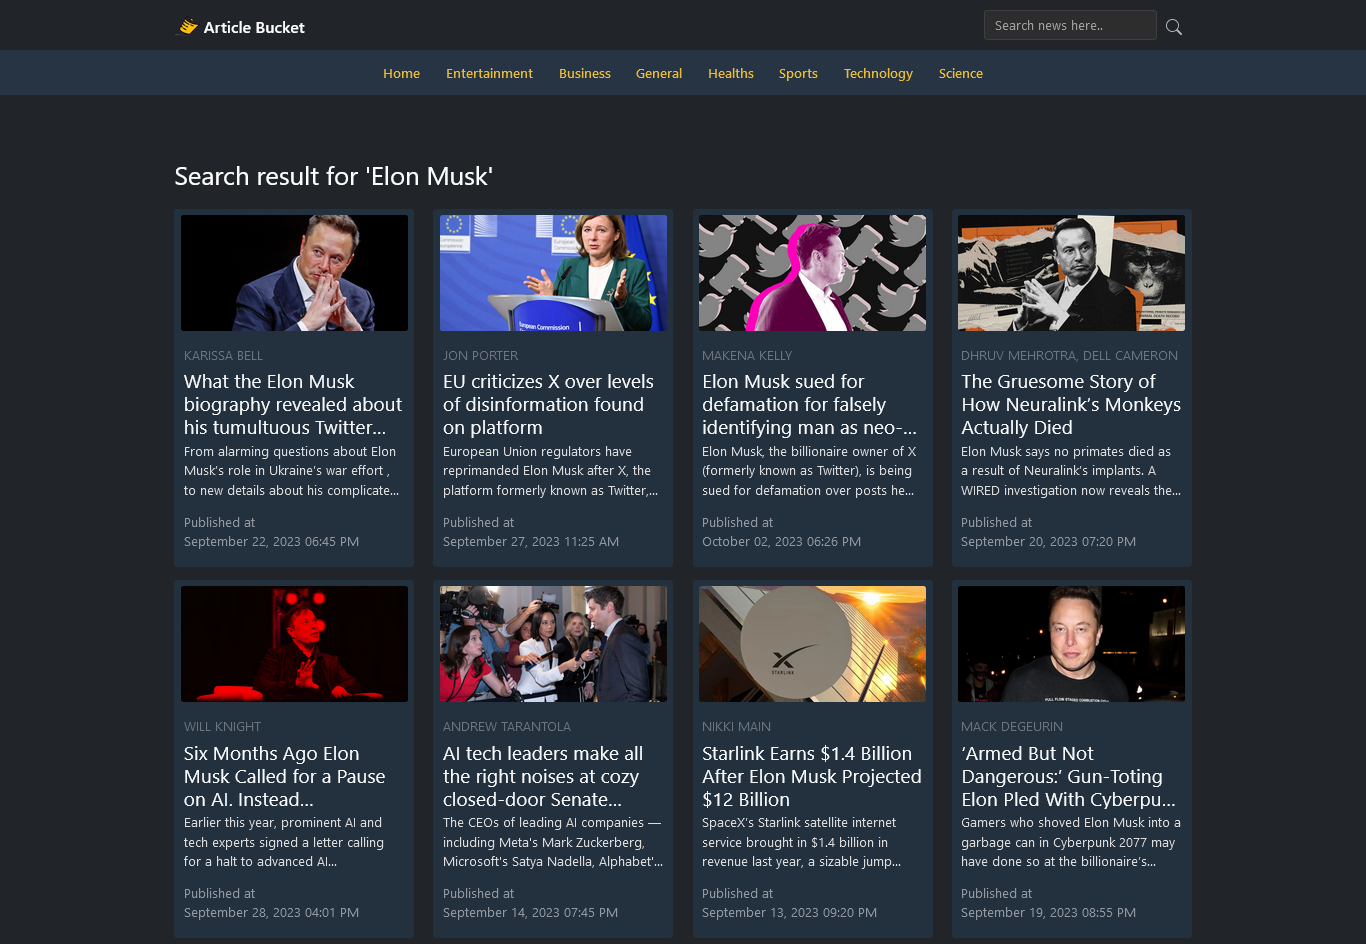 Article Bucket
Search news here..
Home Entertainment Business General Healths Sports Technology Science
Search result for 'Elon Musk'
KARISSA BELL
What the Elon Musk
biography revealed about
his tumultuous Twitter...
From alarming questions about Elon
Musk's role in Ukraine's war effort ,
to new details about his complicate...
Published at
September 22, 2023 06:45 PM
European Commission
JON PORTER
EU criticizes X over levels
of disinformation found
on platform
European Union regulators have
reprimanded Elon Musk after X, the
platform formerly known as Twitter,...
Published at
September 27, 2023 11:25 AM
MAKENA KELLY
Elon Musk sued for
defamation for falsely
identifying man as neo-...
Elon Musk, the billionaire owner of X
(formerly known as Twitter), is being
sued for defamation over posts he...
Published at
October 02, 2023 06:26 PM
DHRUV MEHROTRA, DELL CAMERON
The Gruesome Story of
How Neuralink’s Monkeys
Actually Died
Elon Musk says no primates died as
a result of Neuralink’s implants. A
WIRED investigation now reveals the...
Published at
September 20, 2023 07:20 PM
WILL KNIGHT
Six Months Ago Elon
Musk Called for a Pause
on AI. Instead...
Earlier this year, prominent AI and
tech experts signed a letter calling
for a halt to advanced AI...
Published at
September 28, 2023 04:01 PM
ANDREW TARANTOLA
AI tech leaders make all
the right noises at cozy
closed-door Senate...
The CEOs of leading AI companies —
including Meta's Mark Zuckerberg,
Microsoft's Satya Nadella, Alphabet'...
Published at
September 14, 2023 07:45 PM
STARLINK
NIKKI MAIN
Starlink Earns $1.4 Billion
After Elon Musk Projected
$12 Billion
SpaceX’s Starlink satellite internet
service brought in $1.4 billion in
revenue last year, a sizable jump...
Published at
September 13, 2023 09:20 PM
MACK DEGEURIN
’Armed But Not
Dangerous:’ Gun-Toting
Elon Pled With Cyberpu...
Gamers who shoved Elon Musk into a
garbage can in Cyberpunk 2077 may
have done so at the billionaire’s...
Published at
September 19, 2023 08:55 PM